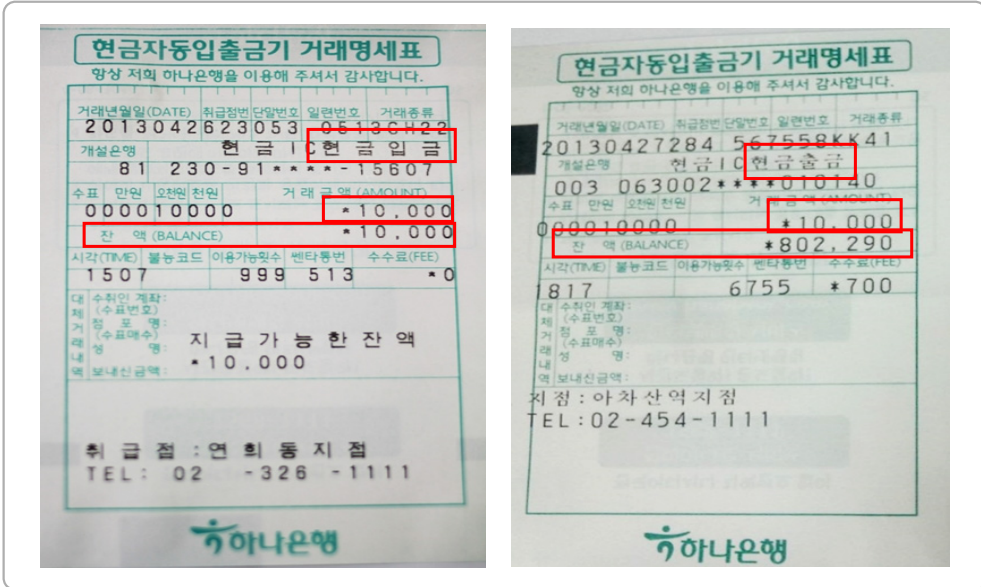 현금자동입출금기 거래명세표
항상 저희 하나은행을 이용해 주셔서 감사합니다.
거래년월일(DATE) 취급점번 단말번호 일련번호 거래종류
20130426 23053 0513CH22
개설은행 현금IC현금입금
81 230-91****-15607
수표 만원 오천원 천원 거래금액(AMOUNT)
000010000 *10,000
잔 액 (BALANCE) *10,000
시각(TIME) 불능코드 이용가능횟수 쎈타통번 수수료(FEE)
1507 999 513 *0
대체거래내역
수취인 계좌:
(수표번호)
점 포 명:
(수표매수)
성 명:
지급가능한잔액
*10.000
보내신금액:
취급점:연희동지점
TEL: 02 -326 -1111
하나은행
현금자동입출금기 거래명세표
항상 저희 하나은행을 이용해 주셔서 감사합니다.
거래년월일(DATE) 취급점번 단말번호 일련번호 거래종류
20130427284 567558KK41
개설은행 현금IC현금출금
003 063002****010140
수표 만원 오천원 천원 거래금액(AMOUNT)
000010000 *10,000
잔 액 (BALANCE) *802,290
시각(TIME) 불능코드 이용가능횟수 쎈타통번 수수료(FEE)
1817 6755 *700
대체거래내역
수취인 계좌:
(수표번호)
점 포 명:
(수표매수)
성 명:
보내신금액:
지점:아차산역지점
TEL:02-454-1111
하나은행